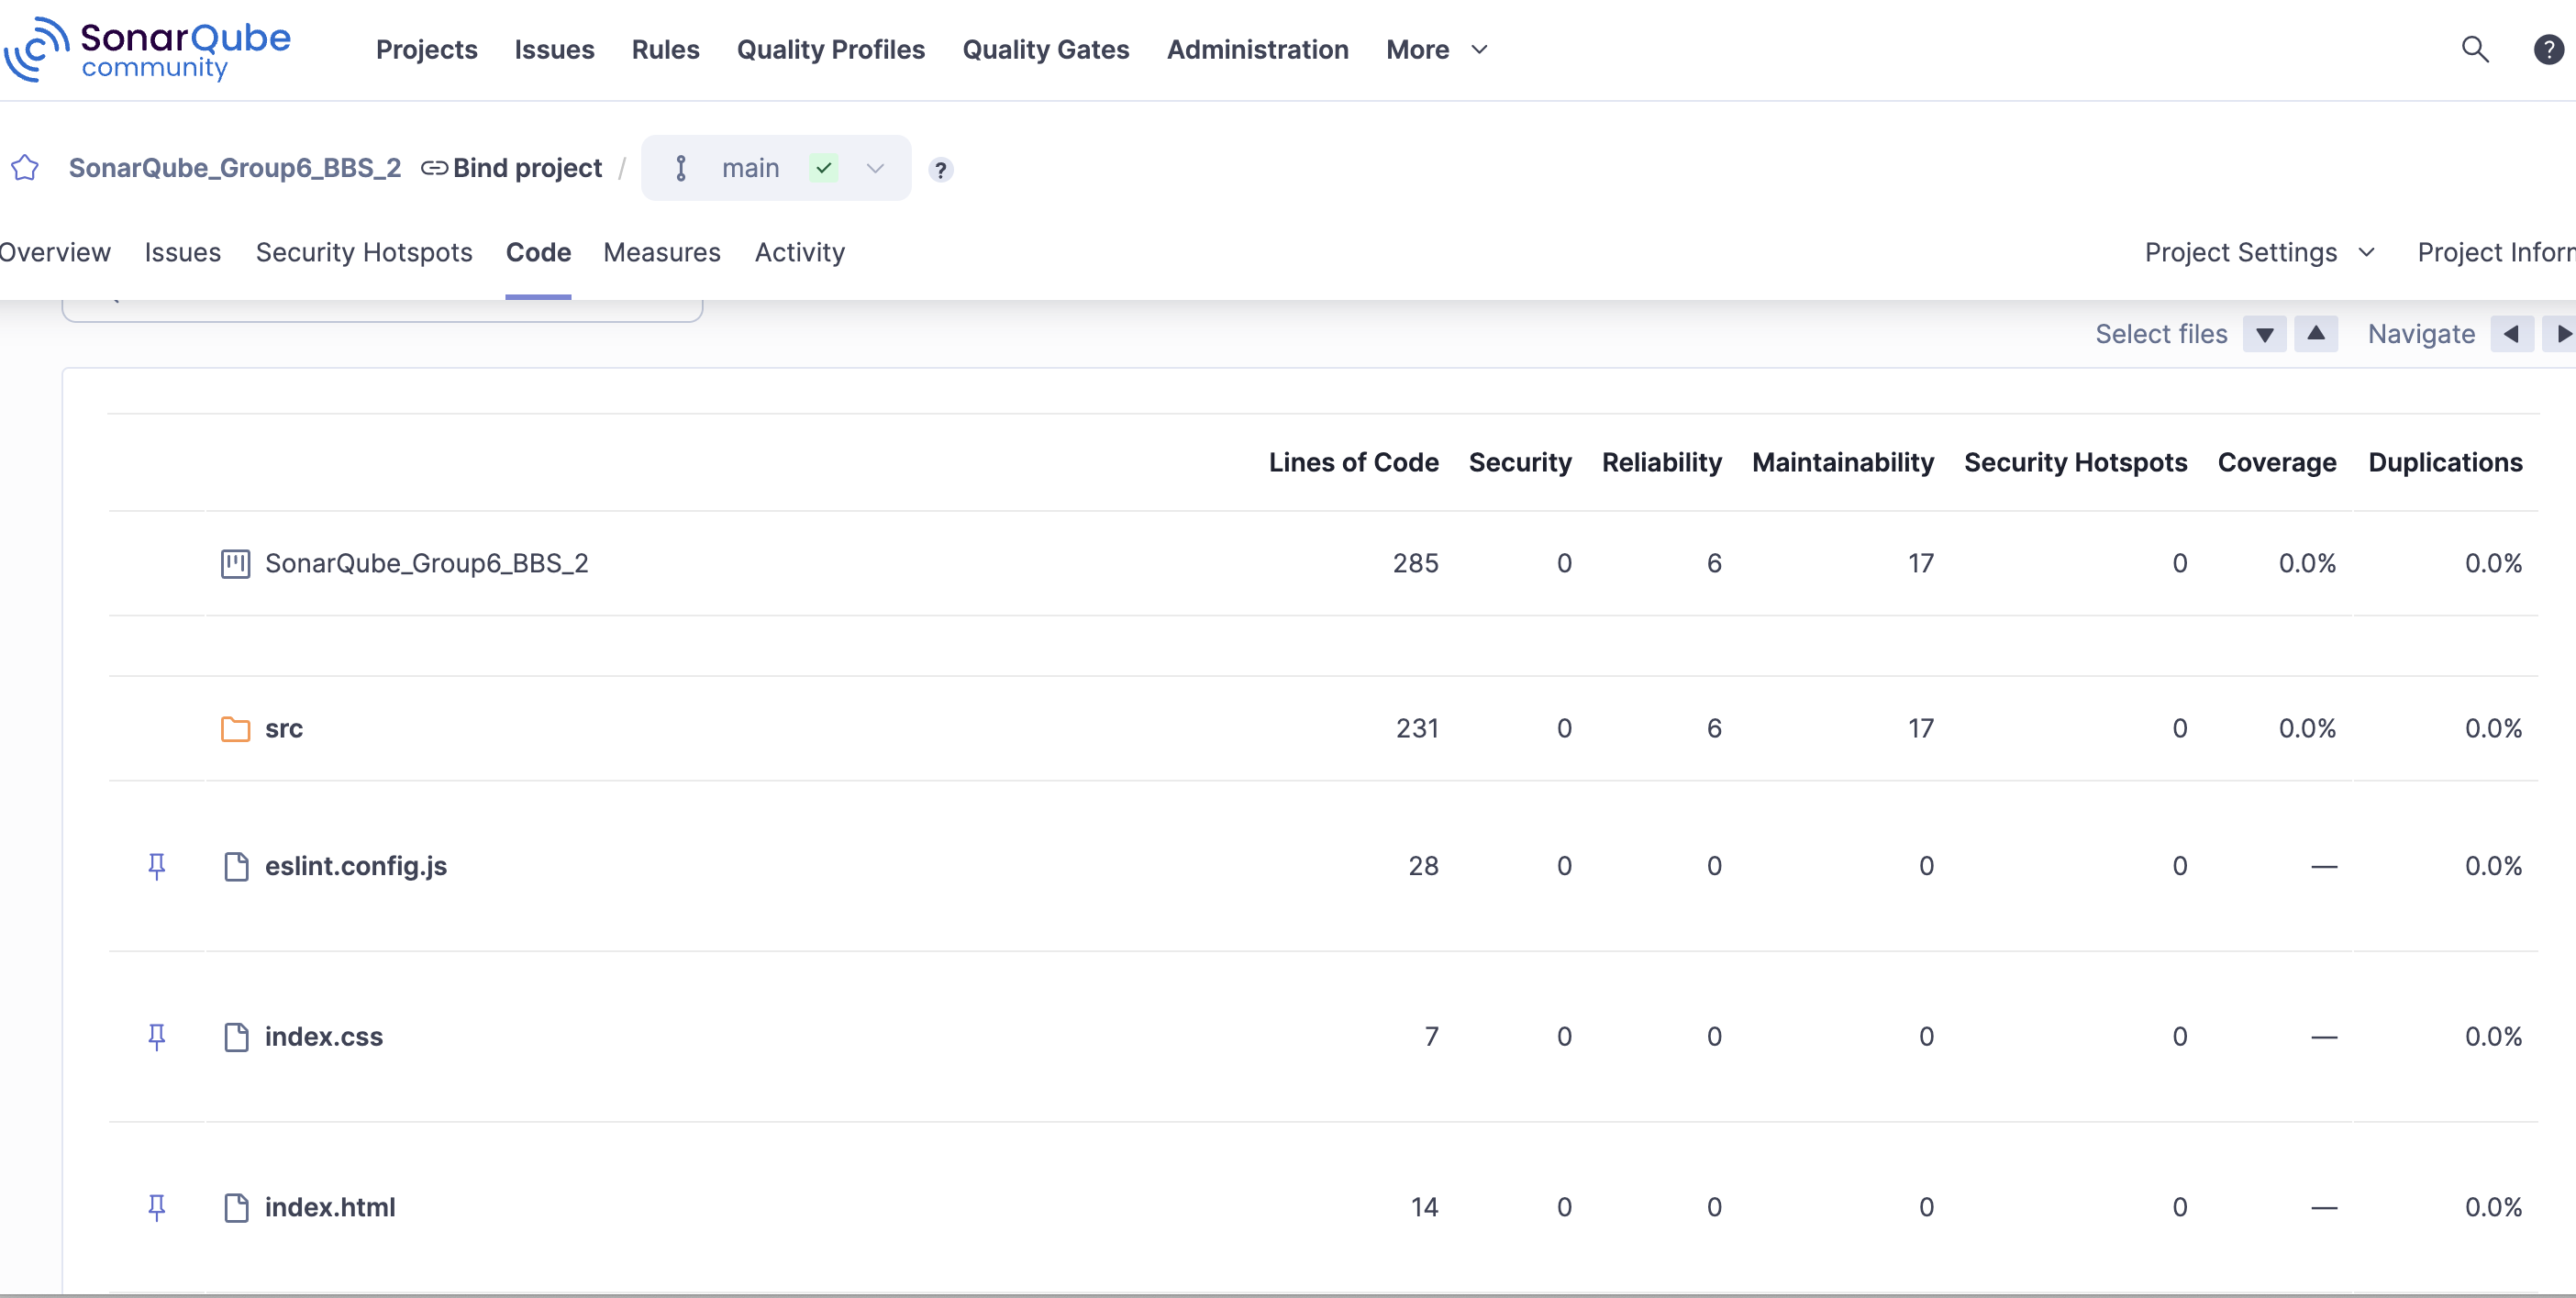 SonarQube
community
Projects Issues Rules Quality Profiles Quality Gates Administration More ?
SonarQube_Group6_BBS_2 Bind project / main ?
Overview Issues Security Hotspots Code Measures Activity Project Settings Project Inform
Select files Navigate
Lines of Code Security Reliability Maintainability Security Hotspots Coverage Duplications
SonarQube_Group6_BBS_2 285 0 6 17 0 0.0% 0.0%
src 231 0 6 17 0 0.0% 0.0%
eslint.config.js 28 0 0 0 0 — 0.0%
index.css 7 0 0 0 0 — 0.0%
index.html 14 0 0 0 0 — 0.0%